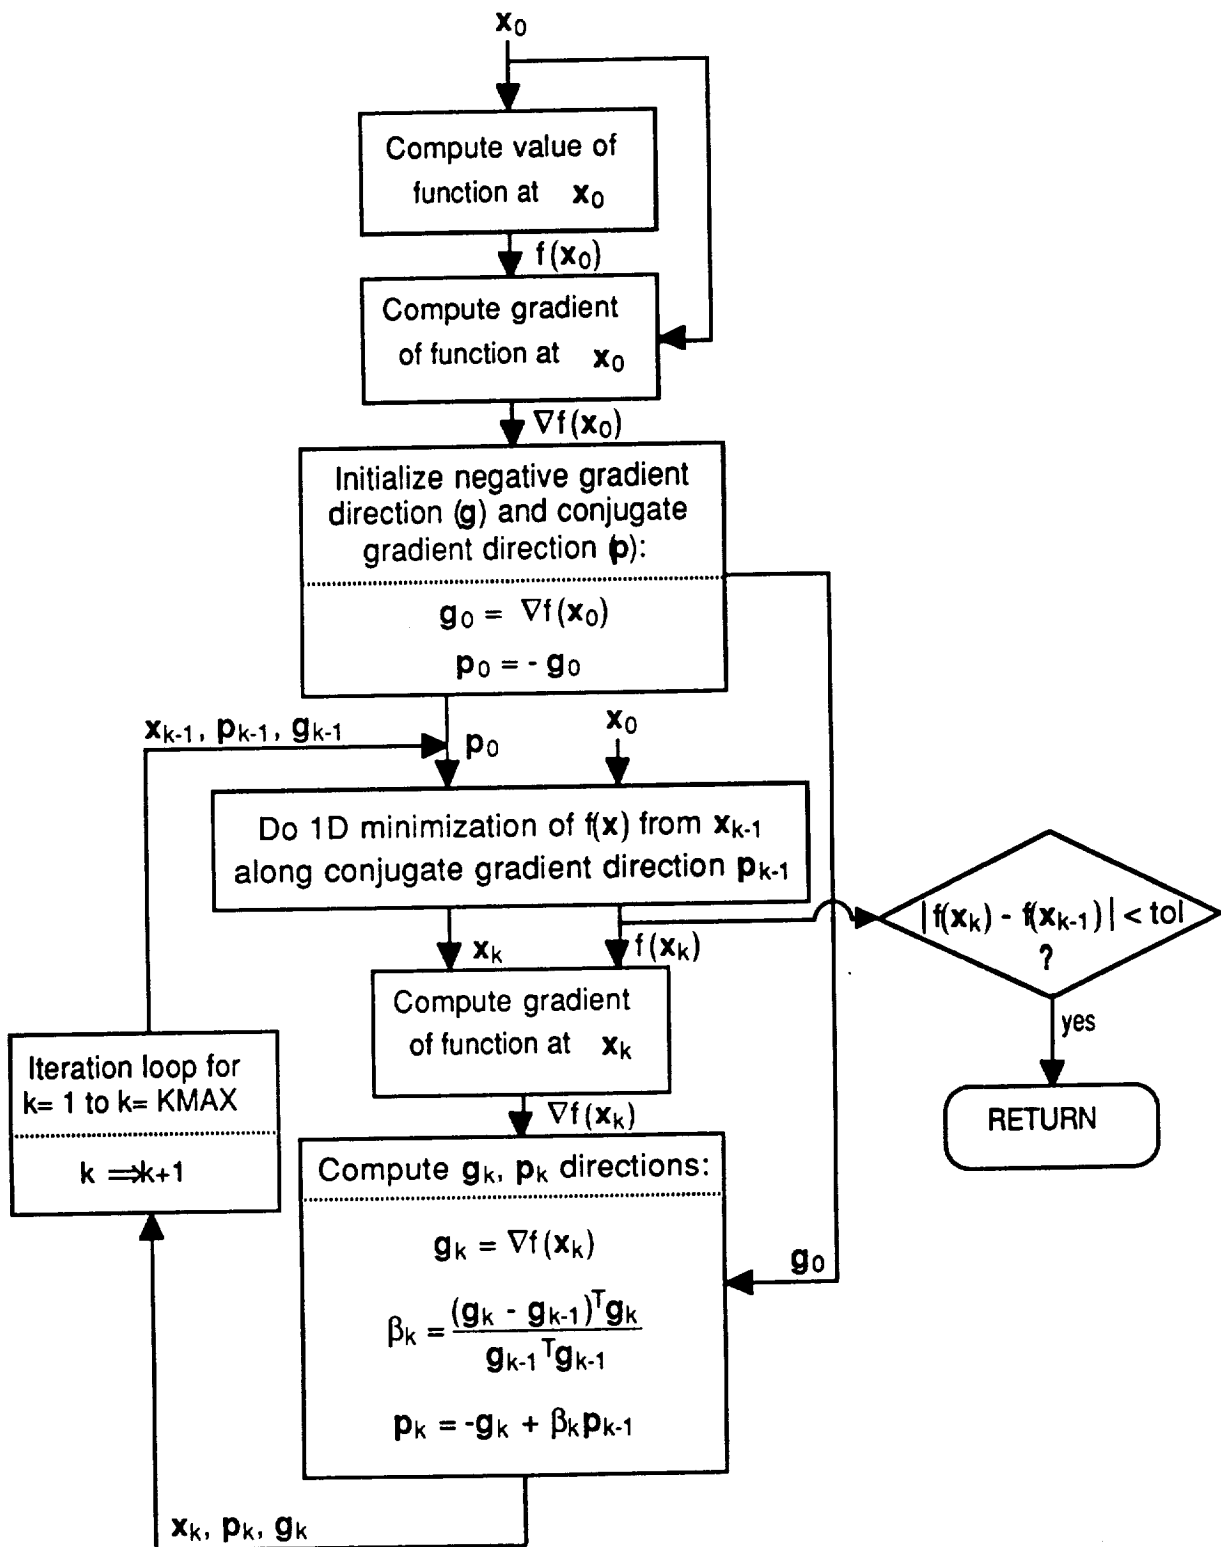 x₀
Compute value of
function at x₀
f(x₀)
Compute gradient
of function at x₀
∇f(x₀)
Initialize negative gradient
direction (g) and conjugate
gradient direction (p):
g₀ = ∇f(x₀)
p₀ = - g₀
xₖ₋₁, pₖ₋₁, gₖ₋₁
p₀
x₀
Do 1D minimization of f(x) from xₖ₋₁
along conjugate gradient direction pₖ₋₁
|f(xₖ) - f(xₖ₋₁)| < tol
?
xₖ
f(xₖ)
yes
RETURN
Compute gradient
of function at xₖ
∇f(xₖ)
Iteration loop for
k= 1 to k= KMAX
k ⇒k+1
Compute gₖ, pₖ directions:
gₖ = ∇f(xₖ)
g₀
βₖ = (gₖ - gₖ₋₁)ᵀgₖ
gₖ₋₁ᵀgₖ₋₁
pₖ = -gₖ + βₖpₖ₋₁
xₖ, pₖ, gₖ